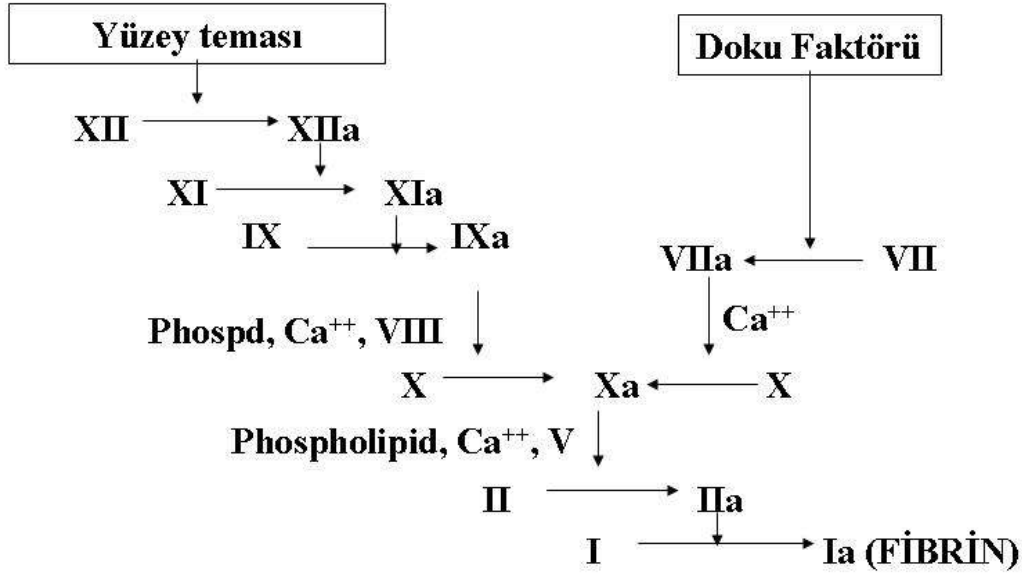 Yüzey teması
Doku Faktörü
XII XIIa
XI XIa
IX IXa
VIIa VII
Phospd, Ca++, VIII
Ca++
X Xa X
Phospholipid, Ca++, V
II IIa
I Ia (FİBRİN)